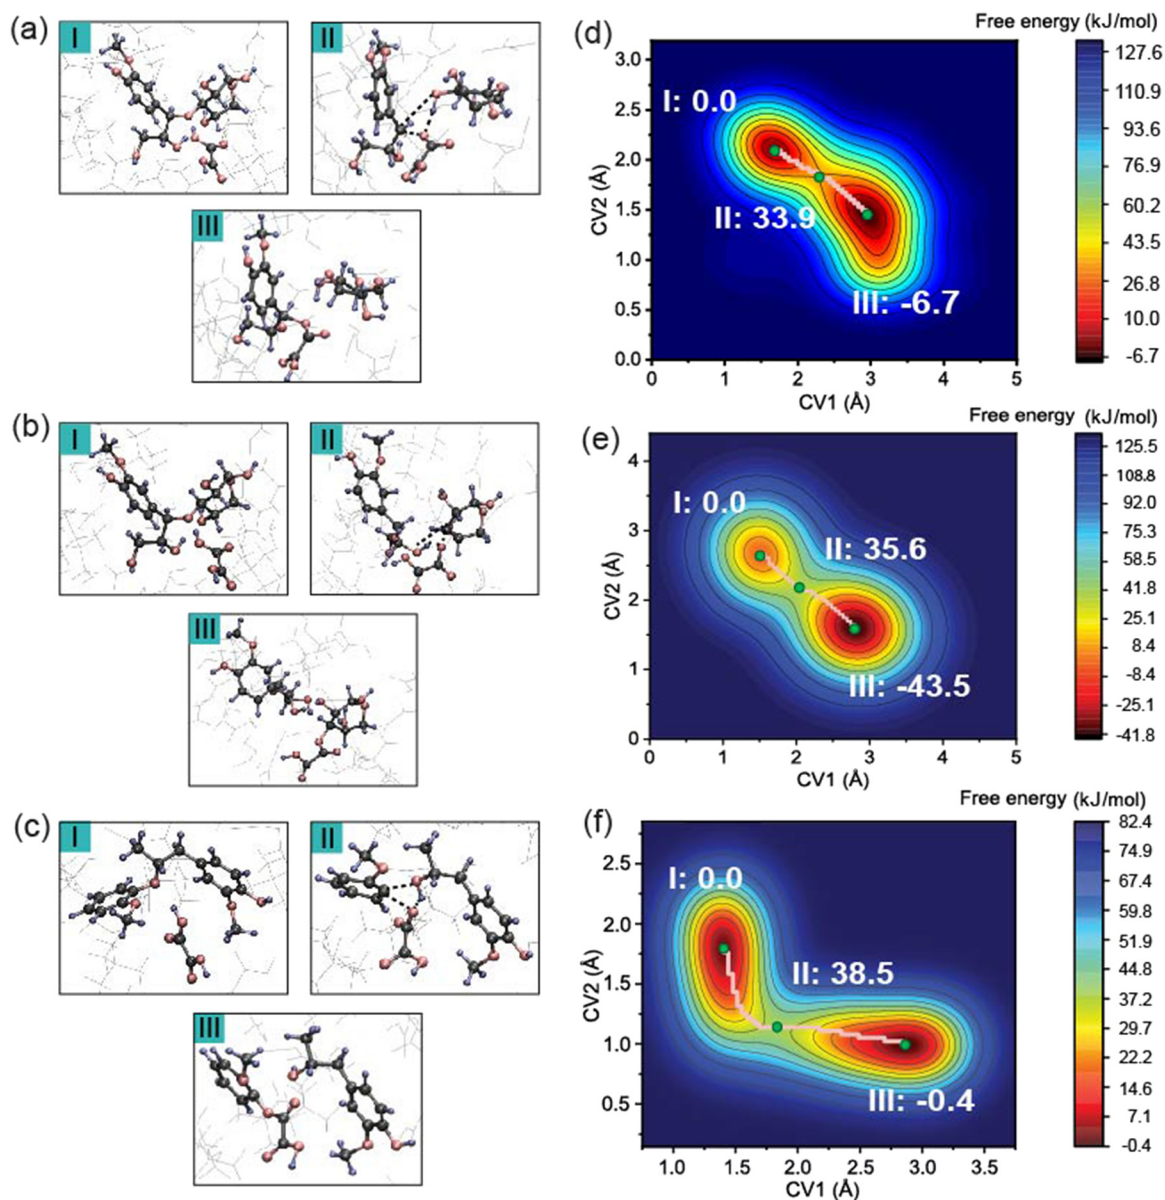 (a)
I
II
III
(d)
Free energy (kJ/mol)
3.0
2.5
2.0
1.5
1.0
0.5
0.0
CV2 (Å)
I: 0.0
II: 33.9
III: -6.7
0 1 2 3 4 5
CV1 (Å)
127.6
110.9
93.6
76.9
60.2
43.5
26.8
10.0
-6.7
(b)
I
II
III
(e)
Free energy (kJ/mol)
4
3
2
1
0
CV2 (Å)
I: 0.0
II: 35.6
III: -43.5
0 1 2 3 4 5
CV1 (Å)
125.5
108.8
92.0
75.3
58.5
41.8
25.1
8.4
-8.4
-25.1
-41.8
(c)
I
II
III
(f)
Free energy (kJ/mol)
2.5
2.0
1.5
1.0
0.5
CV2 (Å)
I: 0.0
II: 38.5
III: -0.4
1.0 1.5 2.0 2.5 3.0 3.5
CV1 (Å)
82.4
74.9
67.4
59.8
51.9
44.8
37.2
29.7
22.2
14.6
7.1
-0.4